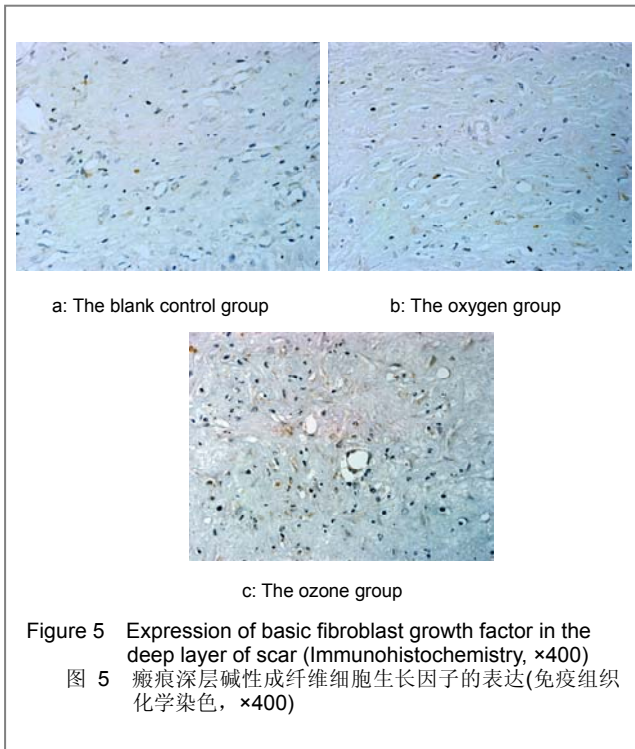 a: The blank control group
b: The oxygen group
c: The ozone group
Figure 5 Expression of basic fibroblast growth factor in the
deep layer of scar (Immunohistochemistry, ×400)
图 5 瘢痕深层碱性成纤维细胞生长因子的表达(免疫组织
化学染色，×400)